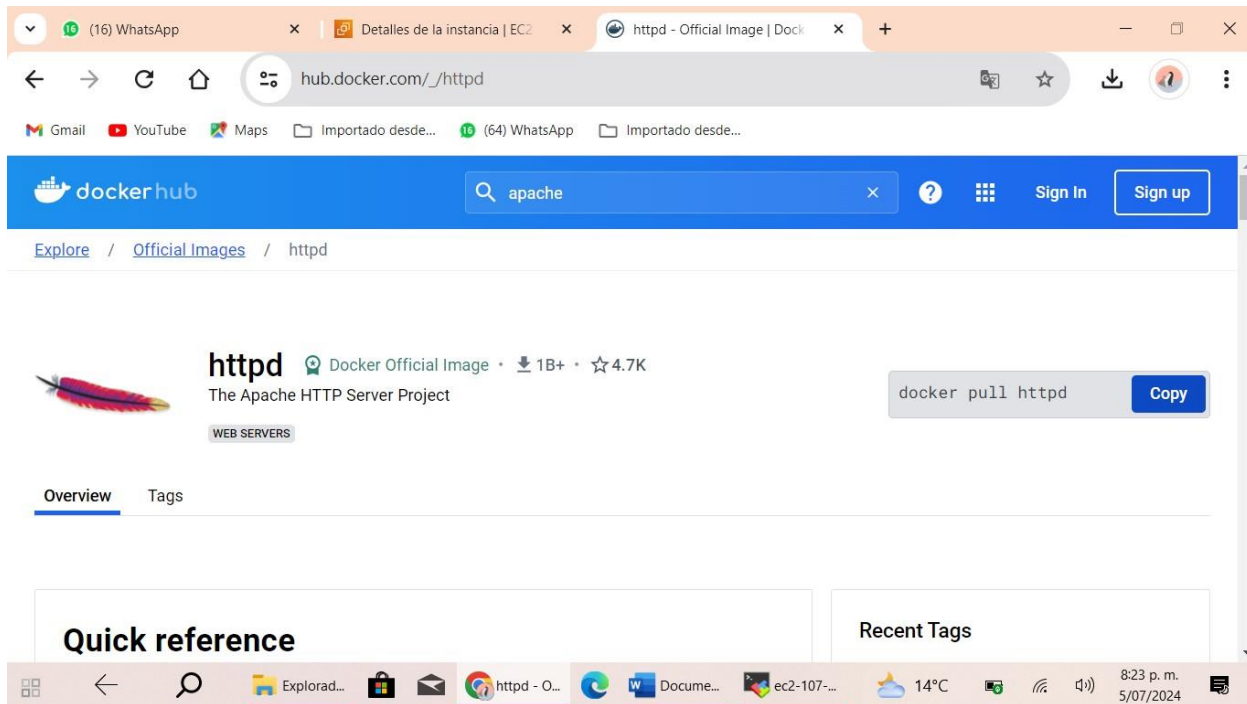 16 (16) WhatsApp Detalles de la instancia | EC2 httpd - Official Image | Dock
hub.docker.com/_/httpd
Gmail YouTube Maps Importado desde... 16 (64) WhatsApp Importado desde...
dockerhub apache Sign In Sign up
Explore / Official Images / httpd
httpd Docker Official Image • 1B+ • 4.7K
The Apache HTTP Server Project
docker pull httpd Copy
WEB SERVERS
Overview Tags
Quick reference
Recent Tags
Explorad... httpd - O... Docume... ec2-107-... 14°C 8:23 p. m.
5/07/2024